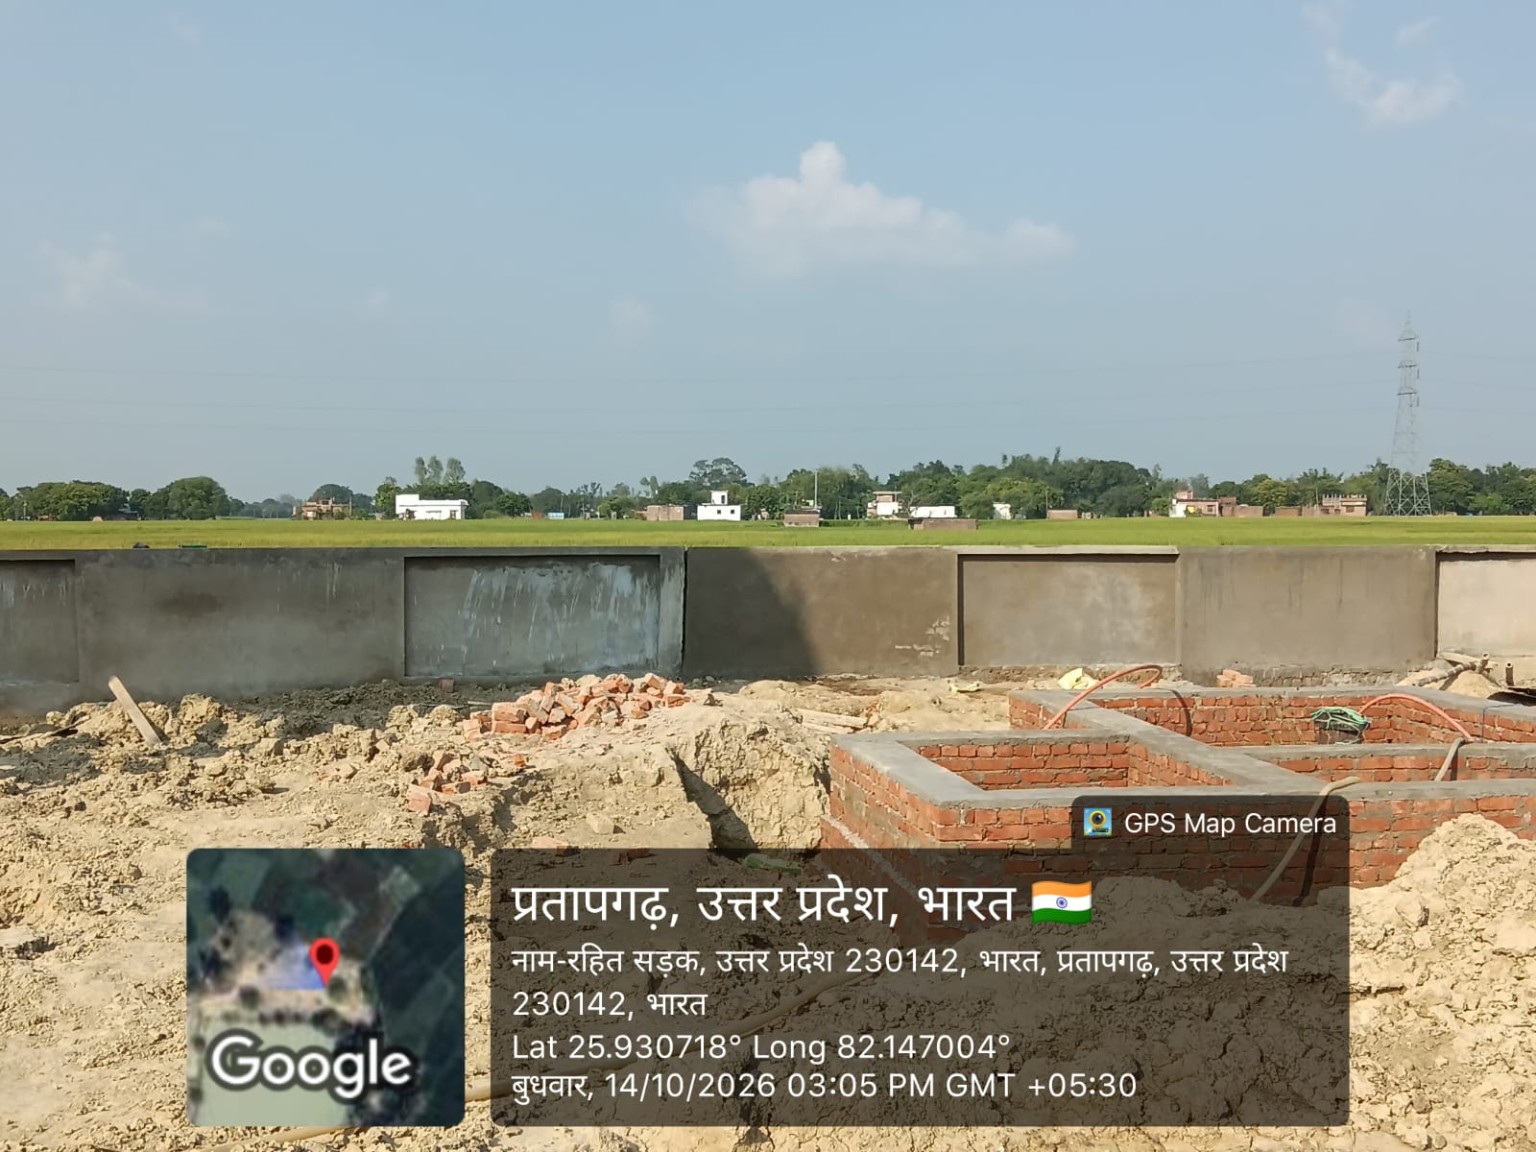 GPS Map Camera
प्रतापगढ़, उत्तर प्रदेश, भारत
नाम-रहित सड़क, उत्तर प्रदेश 230142, भारत, प्रतापगढ़, उत्तर प्रदेश
230142, भारत
Lat 25.930718° Long 82.147004°
बुधवार, 14/10/2026 03:05 PM GMT +05:30
Google